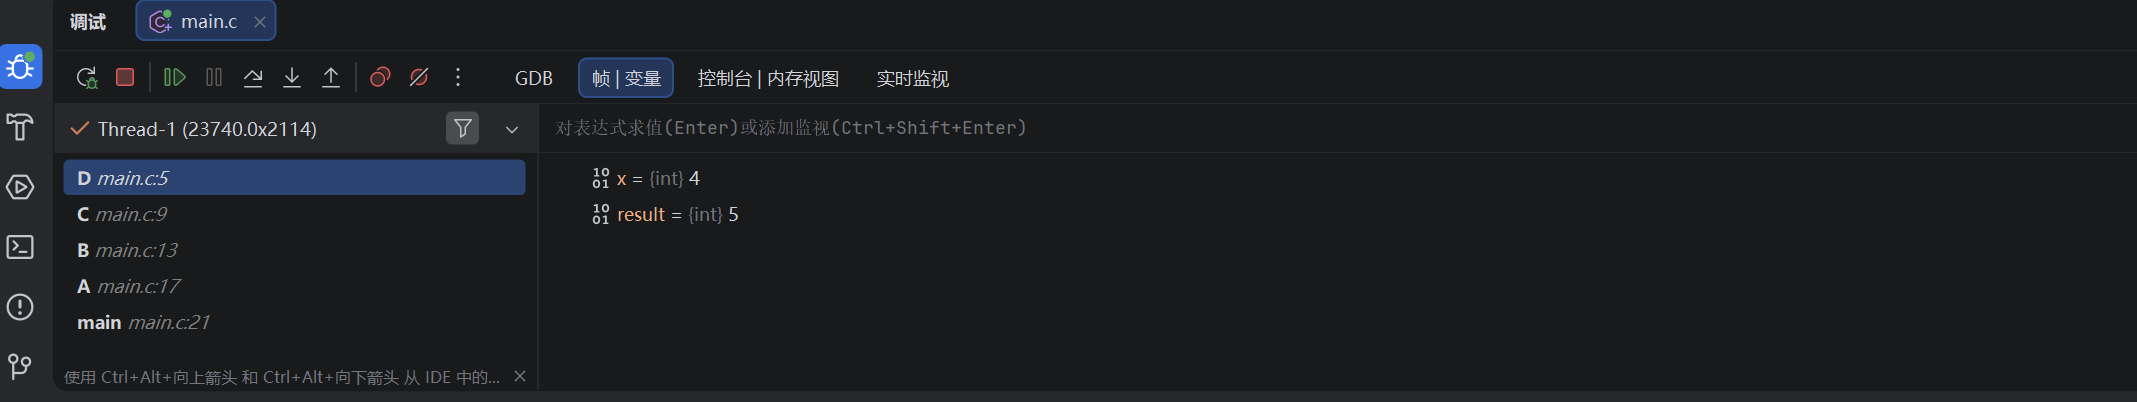 调试 main.c
GDB 帧 | 变量 控制台 | 内存视图 实时监视
Thread-1 (23740.0x2114) 对表达式求值(Enter)或添加监视(Ctrl+Shift+Enter)
D main.c:5
C main.c:9
B main.c:13
A main.c:17
main main.c:21
x = {int} 4
result = {int} 5
使用 Ctrl+Alt+向上箭头 和 Ctrl+Alt+向下箭头 从 IDE 中的...